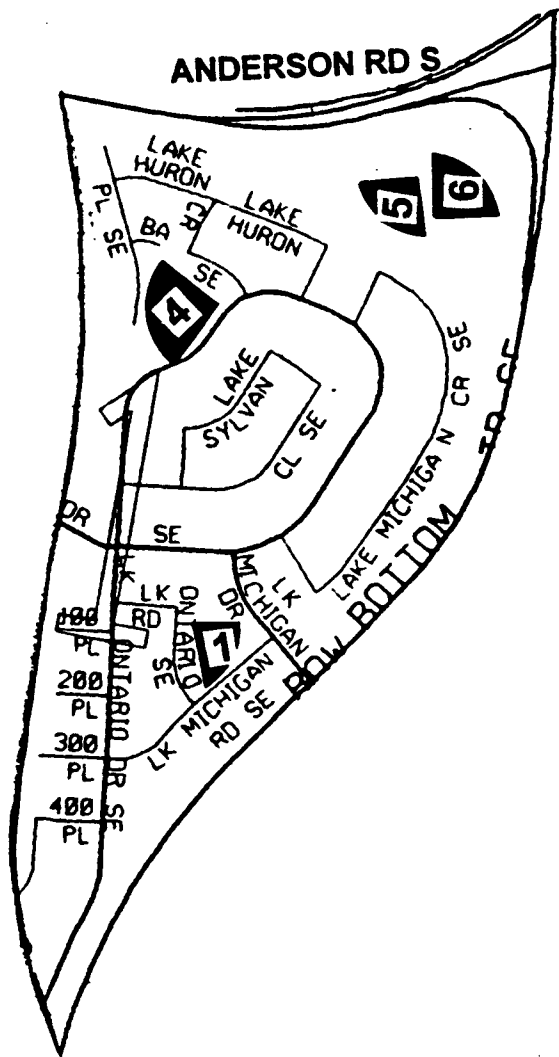 ANDERSON RD S
LAKE
HURON
LAKE
HURON
CR
SE
PL SE
BA
5
6
4
LAKE
SYLVAN
CL SE
LAKE MICHIGAN CR SE
BOTTOM
DR
SE
LK
ONTARIO DR SE
LK
ONTARIO
RD
SE
LK
MICHIGAN
DR
1
LK MICHIGAN
RD SE
100
PL
200
PL
300
PL
400
PL